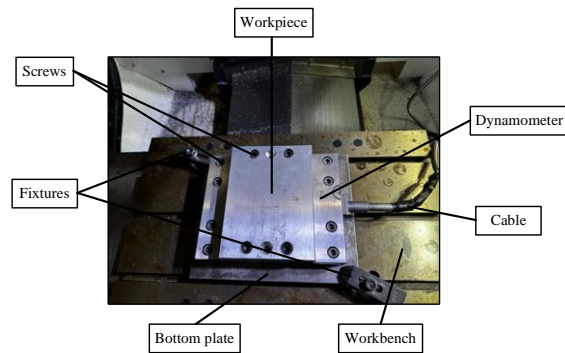 Workpiece
Screws
Dynamometer
Fixtures
Cable
Bottom plate
Workbench